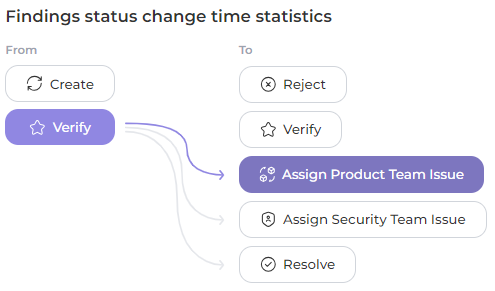 Findings status change time statistics
From
To
Create
Reject
Verify
Verify
Assign Product Team Issue
Assign Security Team Issue
Resolve